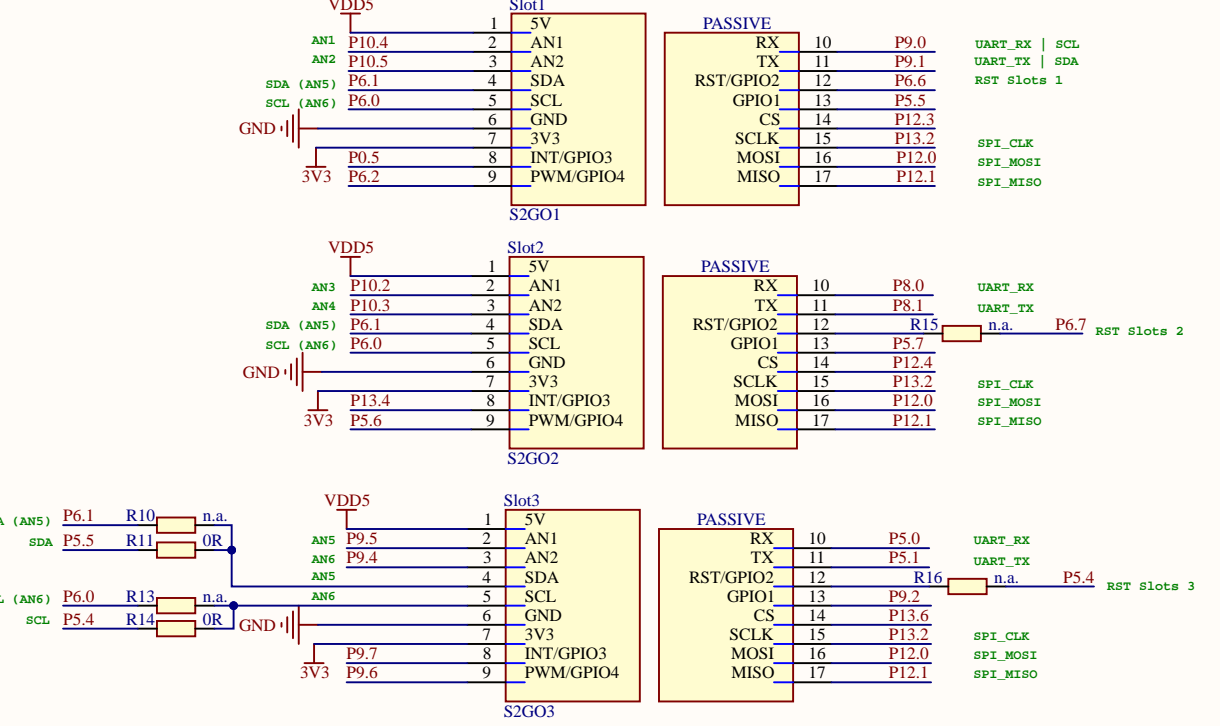 VDD5 Slot1
1 5V PASSIVE
AN1 P10.4 2 AN1 RX 10 P9.0 UART_RX | SCL
AN2 P10.5 3 AN2 TX 11 P9.1 UART_TX | SDA
SDA (AN5) P6.1 4 SDA RST/GPIO2 12 P6.6 RST Slots 1
SCL (AN6) P6.0 5 SCL GPIO1 13 P5.5
GND 6 GND CS 14 P12.3
7 3V3 SCLK 15 P13.2 SPI_CLK
P0.5 8 INT/GPIO3 MOSI 16 P12.0 SPI_MOSI
3V3 P6.2 9 PWM/GPIO4 MISO 17 P12.1 SPI_MISO
S2GO1
VDD5 Slot2
1 5V PASSIVE
AN3 P10.2 2 AN1 RX 10 P8.0 UART_RX
AN4 P10.3 3 AN2 TX 11 P8.1 UART_TX
SDA (AN5) P6.1 4 SDA RST/GPIO2 12 R15 n.a. P6.7 RST Slots 2
SCL (AN6) P6.0 5 SCL GPIO1 13 P5.7
GND 6 GND CS 14 P12.4
7 3V3 SCLK 15 P13.2 SPI_CLK
P13.4 8 INT/GPIO3 MOSI 16 P12.0 SPI_MOSI
3V3 P5.6 9 PWM/GPIO4 MISO 17 P12.1 SPI_MISO
S2GO2
VDD5 Slot3
A (AN5) P6.1 R10 n.a. 1 5V PASSIVE
SDA P5.5 R11 0R AN5 P9.5 2 AN1 RX 10 P5.0 UART_RX
AN6 P9.4 3 AN2 TX 11 P5.1 UART_TX
AN5 4 SDA RST/GPIO2 12 R16 n.a. P5.4 RST Slots 3
L (AN6) P6.0 R13 n.a. AN6 5 SCL GPIO1 13 P9.2
SCL P5.4 R14 0R GND 6 GND CS 14 P13.6
7 3V3 SCLK 15 P13.2 SPI_CLK
P9.7 8 INT/GPIO3 MOSI 16 P12.0 SPI_MOSI
3V3 P9.6 9 PWM/GPIO4 MISO 17 P12.1 SPI_MISO
S2GO3